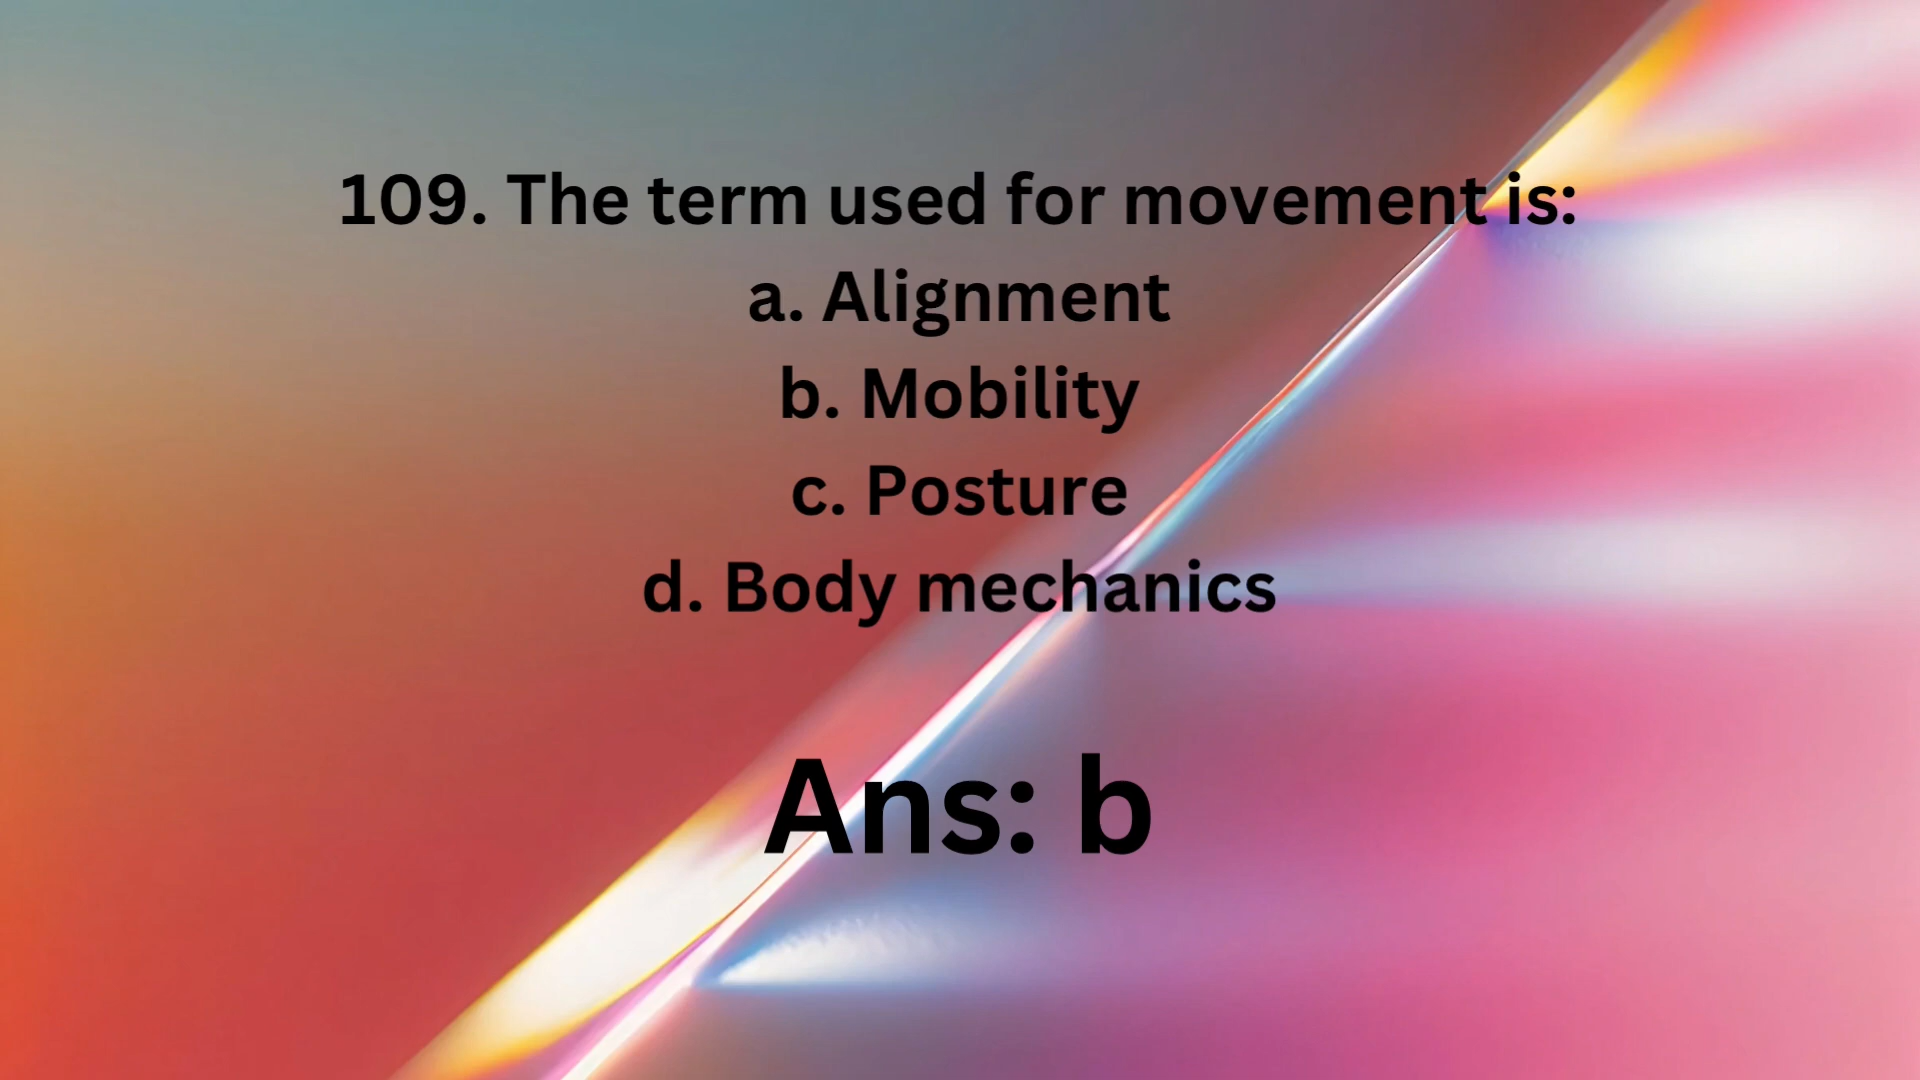 109. The term used for movement is:
a. Alignment
b. Mobility
c. Posture
d. Body mechanics
Ans: b